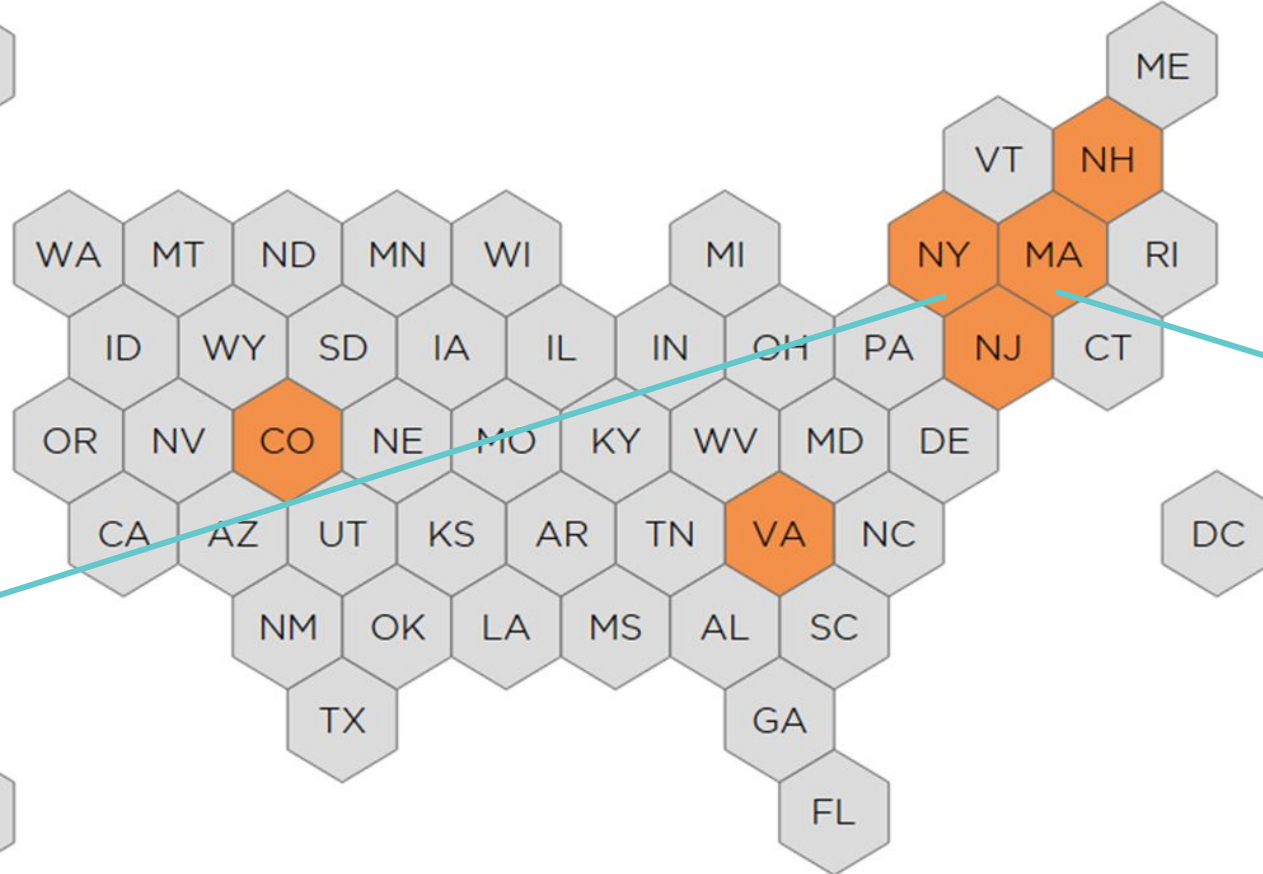 ME
VT NH
WA MT ND MN WI MI NY MA RI
ID WY SD IA IL IN OH PA NJ CT
OR NV CO NE MO KY WV MD DE
CA AZ UT KS AR TN VA NC DC
NM OK LA MS AL SC
TX GA
FL